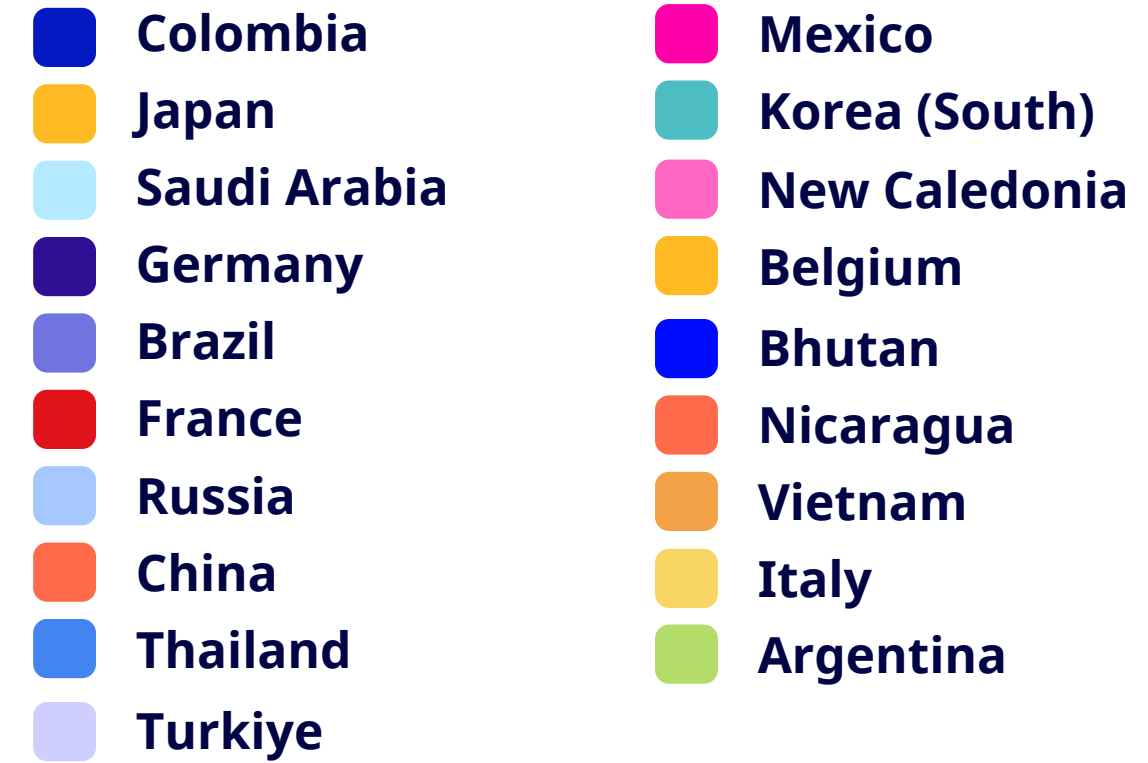 Colombia
Japan
Saudi Arabia
Germany
Brazil
France
Russia
China
Thailand
Turkiye
Mexico
Korea (South)
New Caledonia
Belgium
Bhutan
Nicaragua
Vietnam
Italy
Argentina